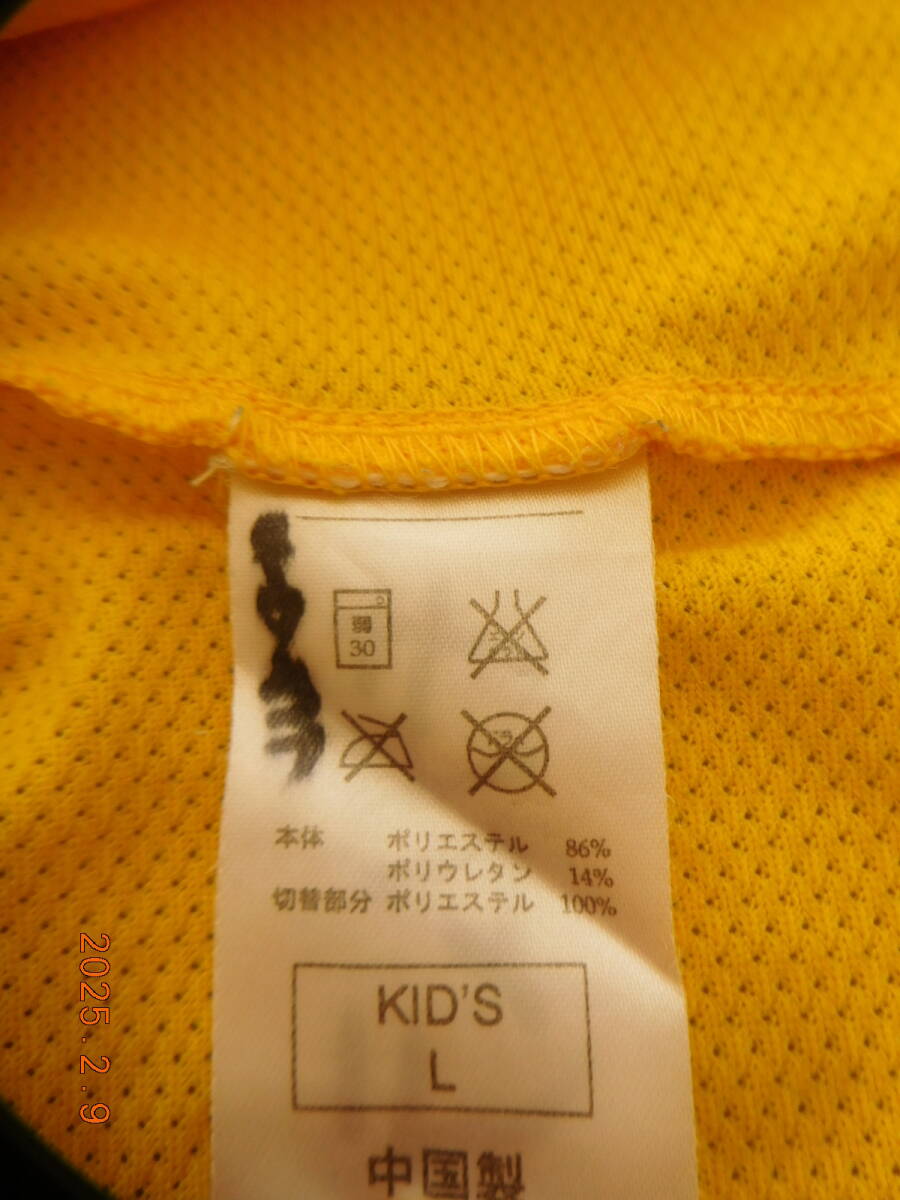 弱
30
本体 ポリエステル 86%
ポリウレタン 14%
切替部分 ポリエステル 100%
KID'S
L
中国製
2025.2.9